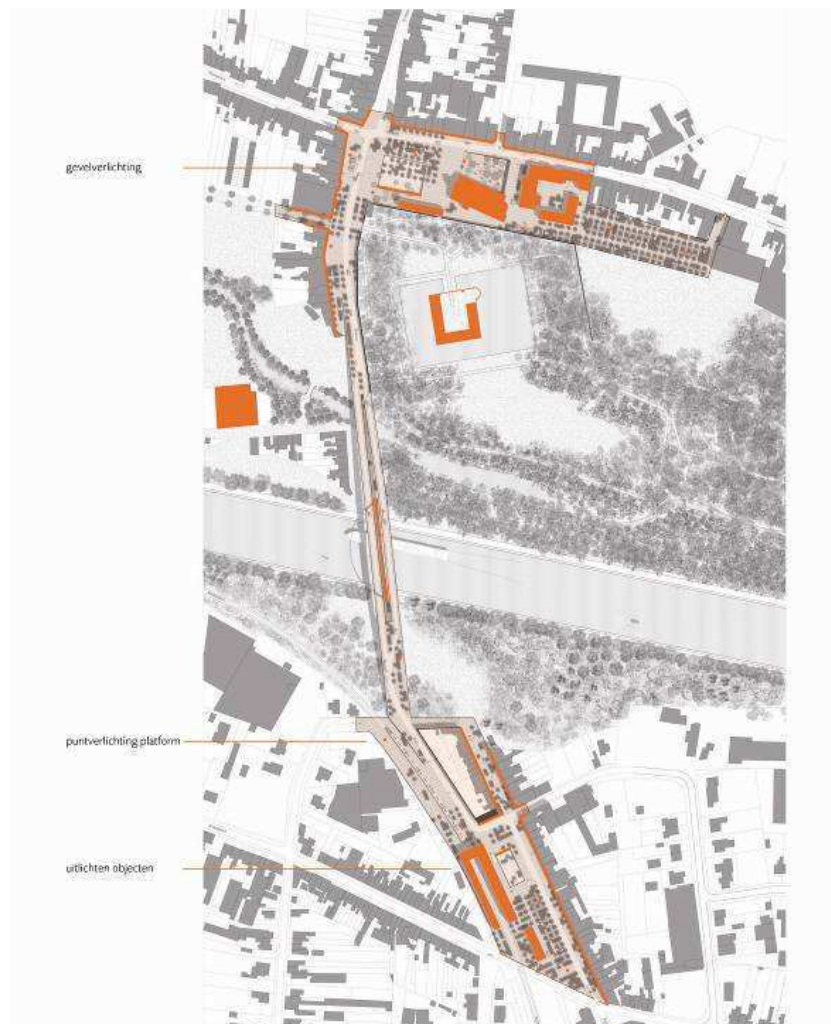 gevelverlichting
puntverlichting platform
uitlichten objecten